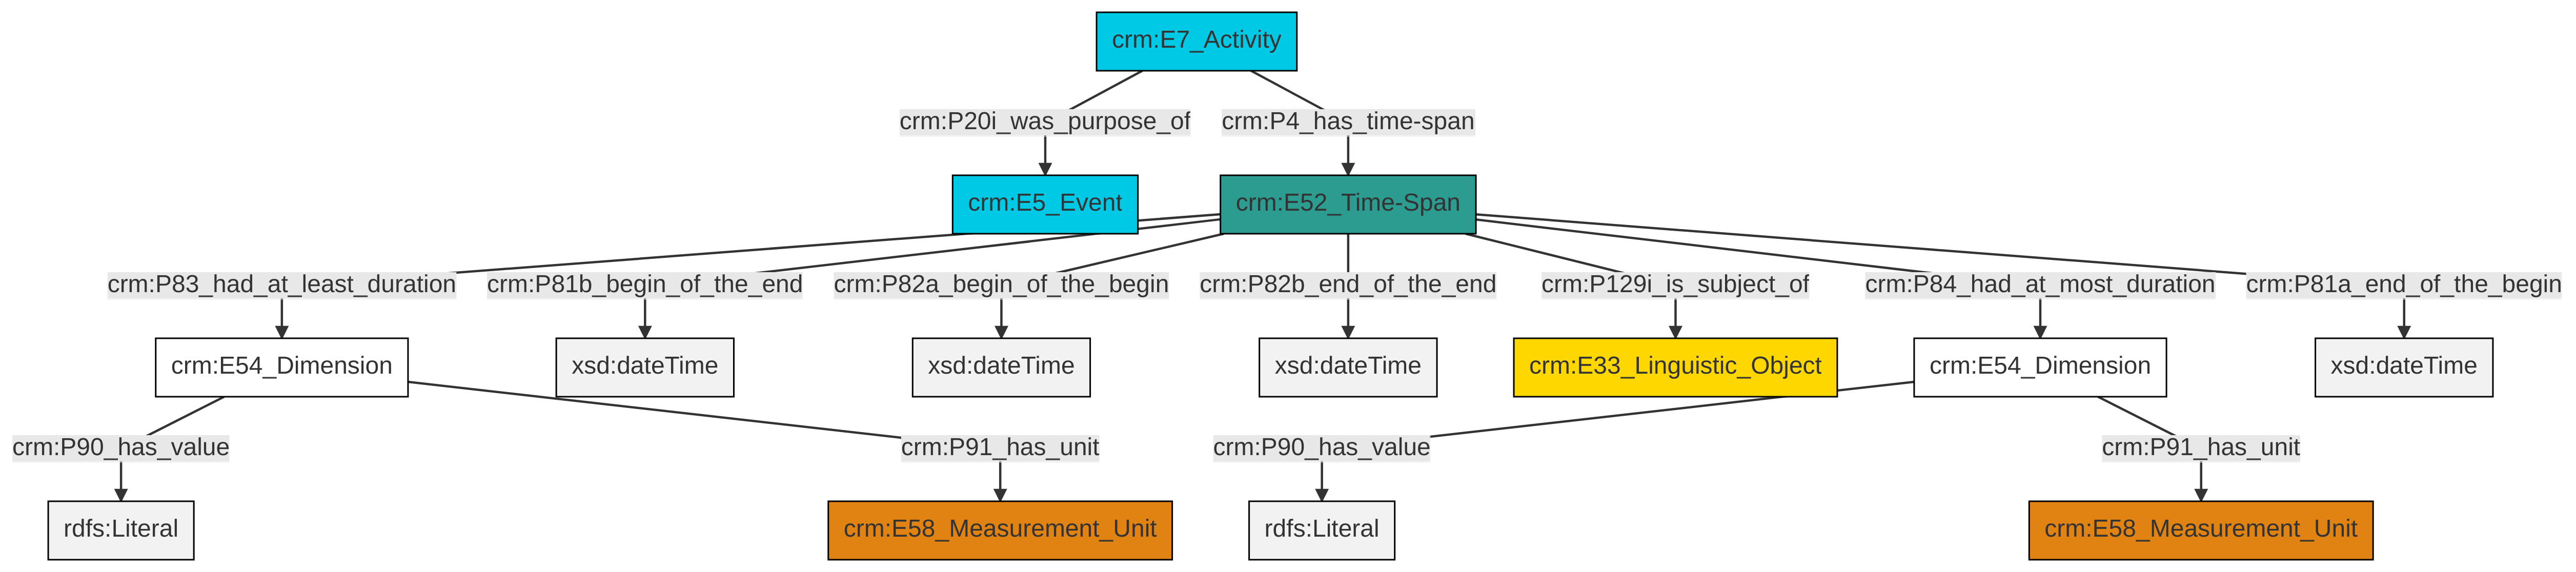 crm:E7_Activity
crm:P20i_was_purpose_of
crm:P4_has_time-span
crm:E5_Event
crm:E52_Time-Span
crm:P83_had_at_least_duration
crm:P81b_begin_of_the_end
crm:P82a_begin_of_the_begin
crm:P82b_end_of_the_end
crm:P129i_is_subject_of
crm:P84_had_at_most_duration
crm:P81a_end_of_the_begin
crm:E54_Dimension
xsd:dateTime
xsd:dateTime
xsd:dateTime
crm:E33_Linguistic_Object
crm:E54_Dimension
xsd:dateTime
crm:P90_has_value
crm:P91_has_unit
crm:P90_has_value
crm:P91_has_unit
rdfs:Literal
crm:E58_Measurement_Unit
rdfs:Literal
crm:E58_Measurement_Unit